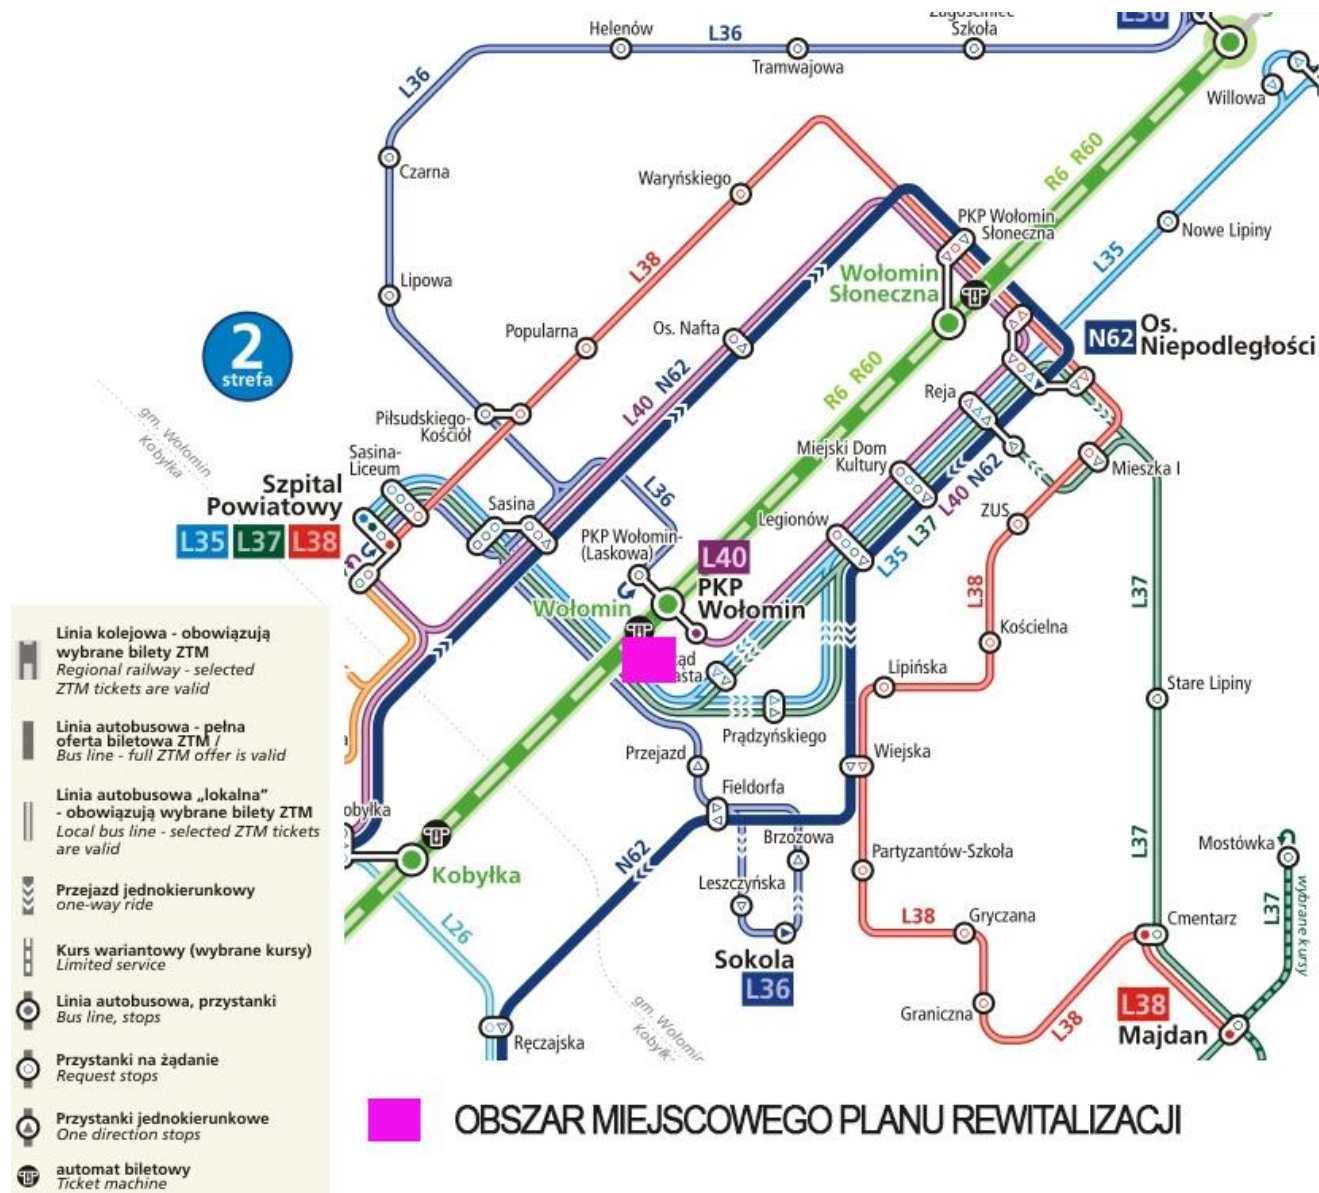 Zagościniec
Szkoła
L36
Helenów
L36
Tramwajowa
L36
Willowa
Czarna
Waryńskiego
R6 R60
PKP Wołomin
Słoneczna
Nowe Lipiny
L38
L35
Lipowa
Wołomin
Słoneczna
2
strefa
Popularna
Os. Nafta
N62
Os.
Niepodległości
R6 R60
L40 N62
Reja
gm. Wołomin
Kobyłka
Piłsudskiego-
Kościół
Sasina-
Liceum
Miejski Dom
Kultury
Mieszka I
Szpital
Powiatowy
L35 L37 L38
Sasina
L36
PKP Wołomin-
(Laskowa)
Legionów
L35 L37 L40 N62
ZUS
L40
PKP
Wołomin
Wołomin
L38
L37
Kościelna
Lipińska
Stare Lipiny
Prądzyńskiego
Przejazd
Wiejska
Fieldorfa
Brzozowa
N62
Leszczyńska
Partyzantów-Szkoła
L37
Mostówka
L37
wybrane kursy
Kobyłka
L26
L38
Gryczana
Cmentarz
Sokola
L36
Graniczna
L38
L38
Majdan
gm. Wołomin
Ręczajska
Linia kolejowa - obowiązują
wybrane bilety ZTM
Regional railway - selected
ZTM tickets are valid
Linia autobusowa - pełna
oferta biletowa ZTM /
Bus line - full ZTM offer is valid
Linia autobusowa „lokalna”
- obowiązują wybrane bilety ZTM
Local bus line - selected ZTM tickets
are valid
Przejazd jednokierunkowy
one-way ride
Kurs wariantowy (wybrane kursy)
Limited service
Linia autobusowa, przystanki
Bus line, stops
Przystanki na żądanie
Request stops
Przystanki jednokierunkowe
One direction stops
automat biletowy
Ticket machine
OBSZAR MIEJSCOWEGO PLANU REWITALIZACJI